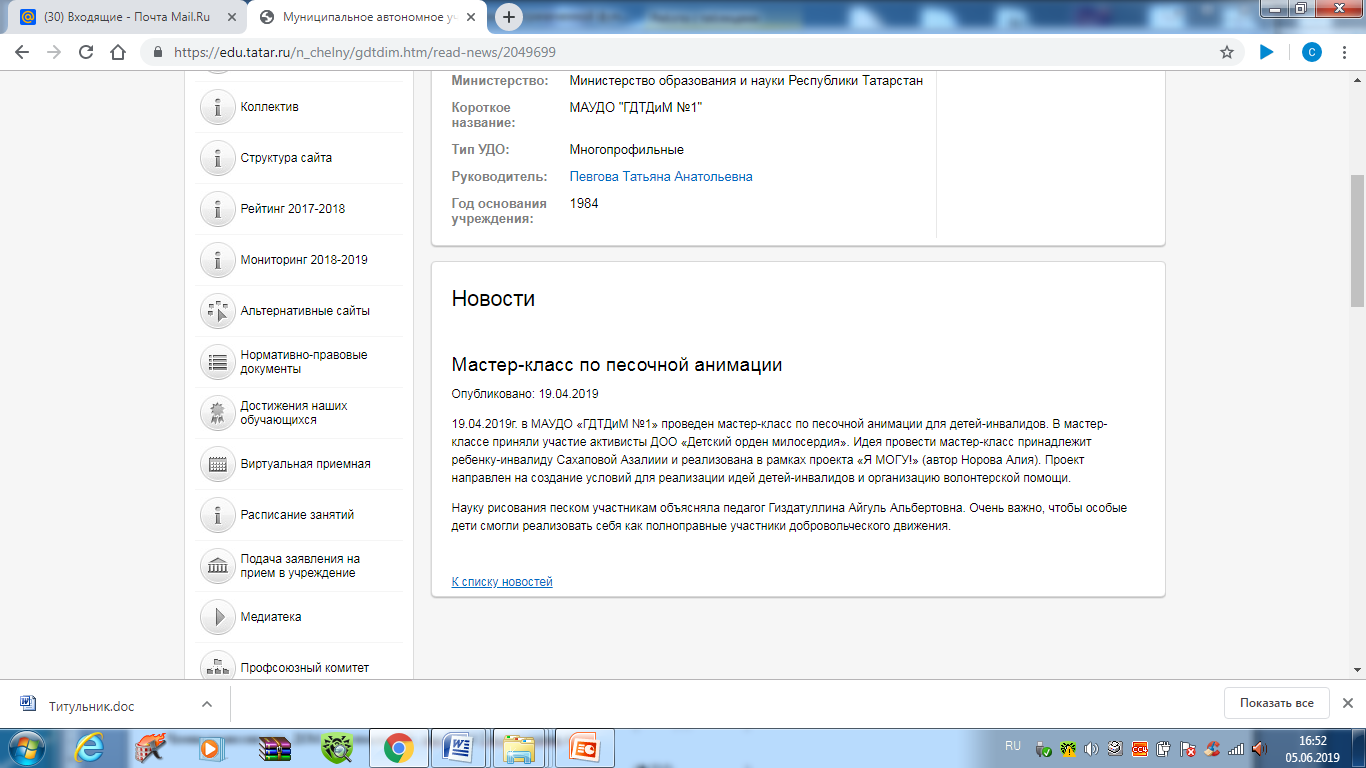 (30) Входящие - Почта Mail.Ru
Муниципальное автономное уч
https://edu.tatar.ru/n_chelny/gdtdim.htm/read-news/2049699
C
Коллектив
Структура сайта
Рейтинг 2017-2018
Мониторинг 2018-2019
Альтернативные сайты
Нормативно-правовые
документы
Достижения наших
обучающихся
Виртуальная приемная
Расписание занятий
Подача заявления на
прием в учреждение
Медиатека
Профсоюзный комитет
Министерство: Министерство образования и науки Республики Татарстан
Короткое название: МАУДО "ГДТДиМ №1"
Тип УДО: Многопрофильные
Руководитель: Певгова Татьяна Анатольевна
Год основания учреждения: 1984
Новости
Мастер-класс по песочной анимации
Опубликовано: 19.04.2019
19.04.2019г. в МАУДО «ГДТДиМ №1» проведен мастер-класс по песочной анимации для детей-инвалидов. В мастер-
классе приняли участие активисты ДОО «Детский орден милосердия». Идея провести мастер-класс принадлежит
ребенку-инвалиду Сахаповой Азалиии и реализована в рамках проекта «Я МОГУ!» (автор Норова Алия). Проект
направлен на создание условий для реализации идей детей-инвалидов и организацию волонтерской помощи.
Науку рисования песком участникам объясняла педагог Гиздатуллина Айгуль Альбертовна. Очень важно, чтобы особые
дети смогли реализовать себя как полноправные участники добровольческого движения.
К списку новостей
Титульник.doc
Показать все
RU
16:52
05.06.2019